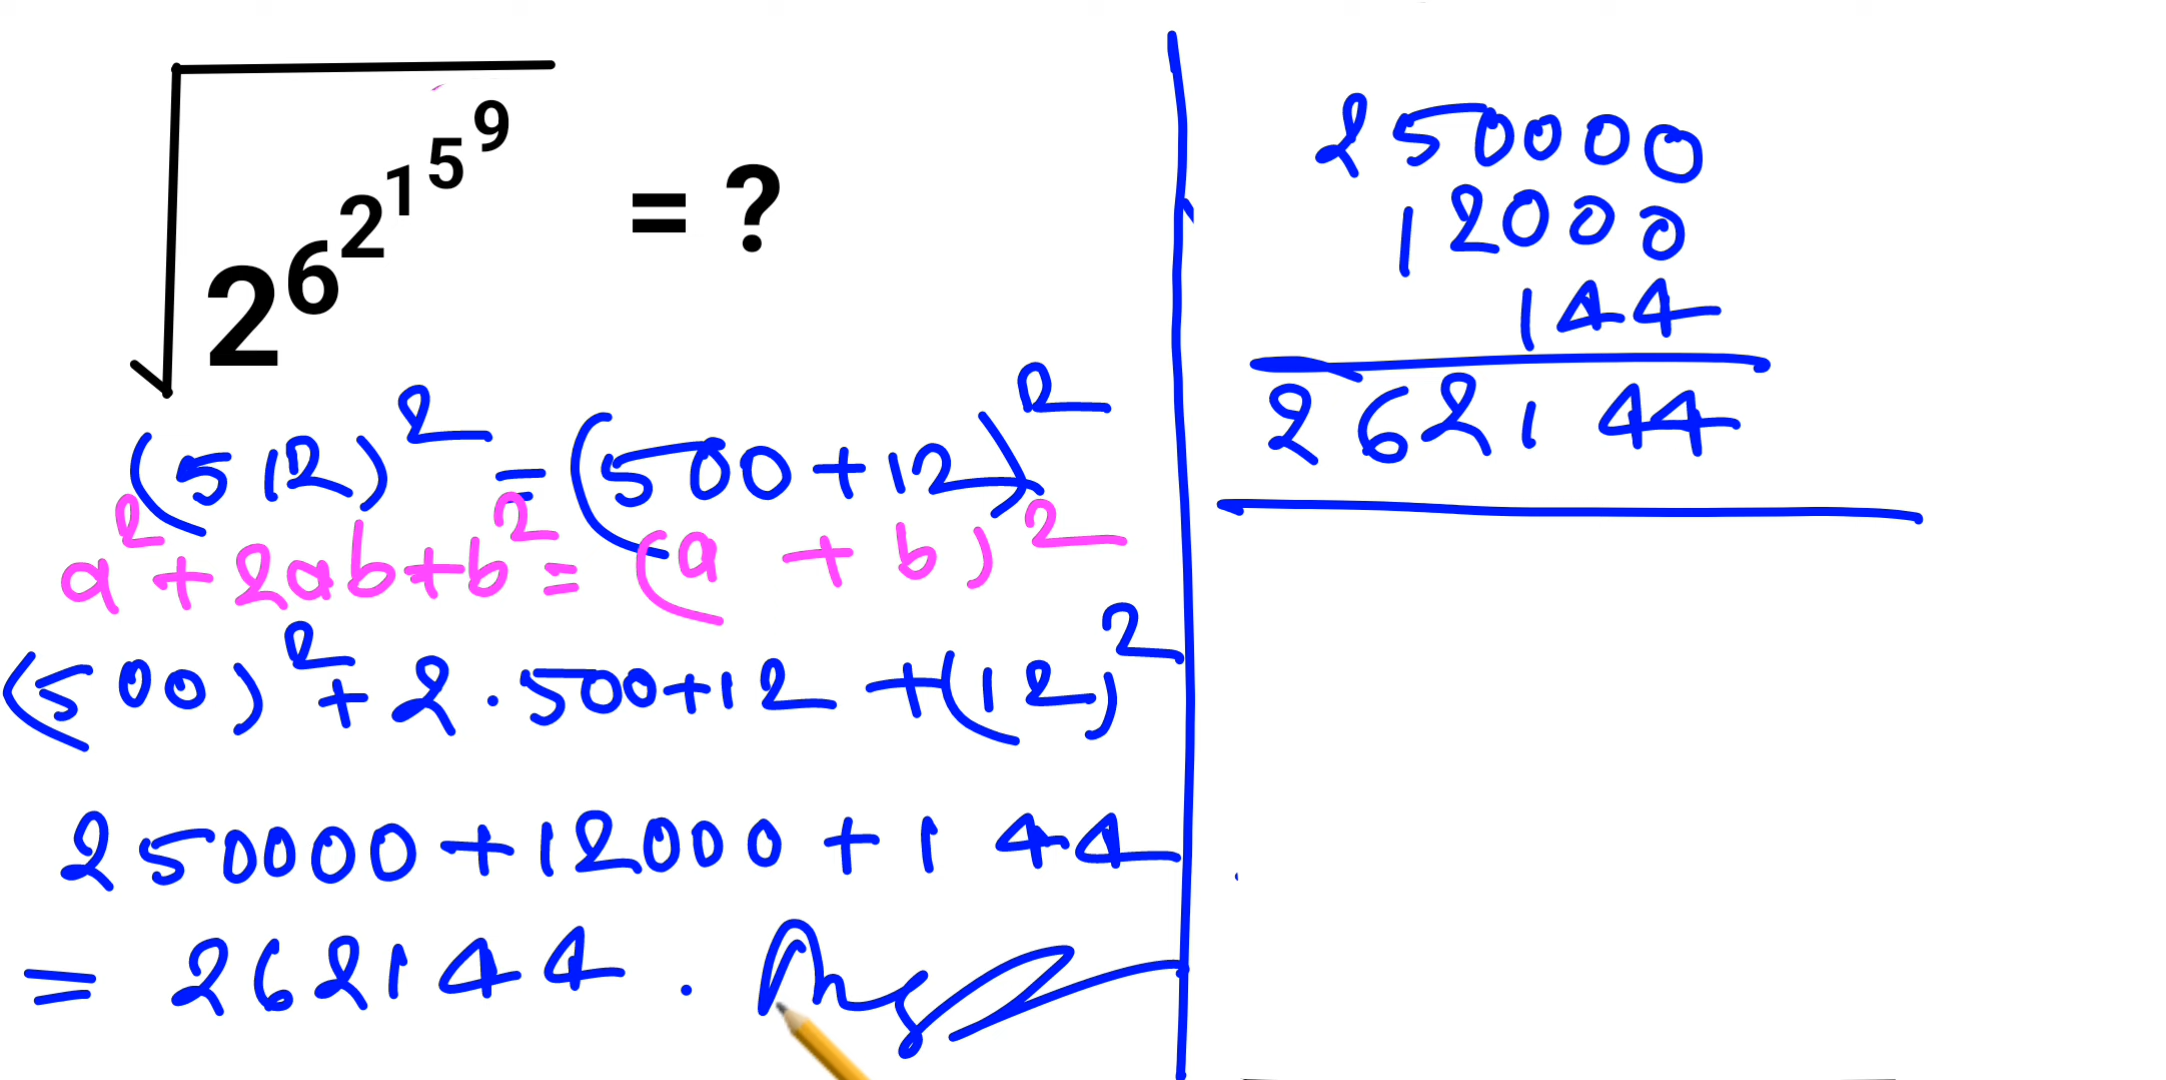 √2^6^2^1^5^9 = ?
(512)² = (500+12)²
a²+2ab+b² = (a + b)²
(500)² + 2 . 500+12 + (12)²
250000+12000+144
= 262144 . Ans
250000
12000
144
262144